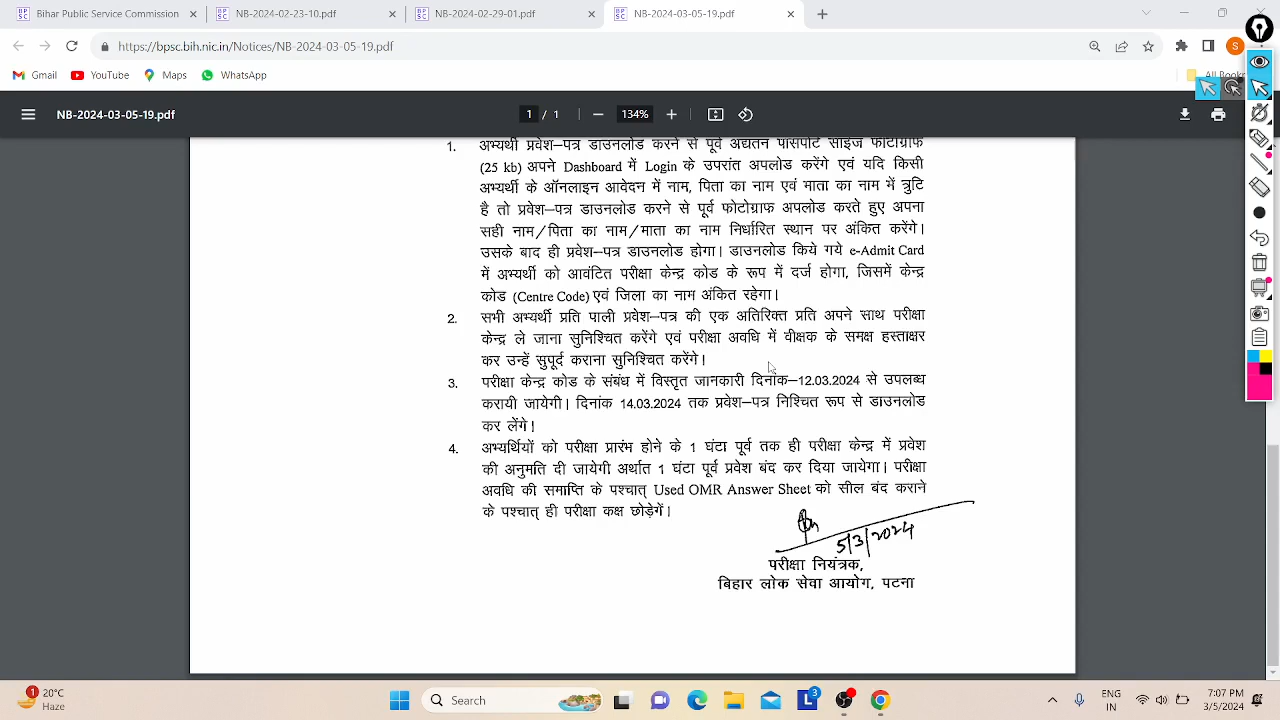 Bihar Public Service Commission
NB-2024-02-23-10.pdf
NB-2024-02-29-01.pdf
NB-2024-03-05-19.pdf
https://bpsc.bih.nic.in/Notices/NB-2024-03-05-19.pdf
S
Gmail YouTube Maps WhatsApp
NB-2024-03-05-19.pdf 1 / 1 134%
1. अभ्यर्थी प्रवेश–पत्र डाउनलोड करने से पूर्व अद्यतन पासपोर्ट साईज फोटोग्राफ
(25 kb) अपने Dashboard में Login के उपरांत अपलोड करेंगे एवं यदि किसी
अभ्यर्थी के ऑनलाइन आवेदन में नाम, पिता का नाम एवं माता का नाम में त्रुटि
है तो प्रवेश–पत्र डाउनलोड करने से पूर्व फोटोग्राफ अपलोड करते हुए अपना
सही नाम/पिता का नाम/माता का नाम निर्धारित स्थान पर अंकित करेंगे।
उसके बाद ही प्रवेश–पत्र डाउनलोड होगा। डाउनलोड किये गये e-Admit Card
में अभ्यर्थी को आवंटित परीक्षा केन्द्र कोड के रूप में दर्ज होगा, जिसमें केन्द्र
कोड (Centre Code) एवं जिला का नाम अंकित रहेगा।
2. सभी अभ्यर्थी प्रति पाली प्रवेश–पत्र की एक अतिरिक्त प्रति अपने साथ परीक्षा
केन्द्र ले जाना सुनिश्चित करेंगे एवं परीक्षा अवधि में वीक्षक के समक्ष हस्ताक्षर
कर उन्हें सुपूर्द कराना सुनिश्चित करेंगे।
3. परीक्षा केन्द्र कोड के संबंध में विस्तृत जानकारी दिनांक–12.03.2024 से उपलब्ध
करायी जायेगी। दिनांक 14.03.2024 तक प्रवेश–पत्र निश्चित रूप से डाउनलोड
कर लेंगे।
4. अभ्यर्थियों को परीक्षा प्रारंभ होने के 1 घंटा पूर्व तक ही परीक्षा केन्द्र में प्रवेश
की अनुमति दी जायेगी अर्थात 1 घंटा पूर्व प्रवेश बंद कर दिया जायेगा। परीक्षा
अवधि की समाप्ति के पश्चात् Used OMR Answer Sheet को सील बंद कराने
के पश्चात् ही परीक्षा कक्ष छोड़ेगें।
5/3/2024
परीक्षा नियंत्रक,
बिहार लोक सेवा आयोग, पटना
1 20°C
Haze
Search
L 3
ENG
IN
7:07 PM
3/5/2024